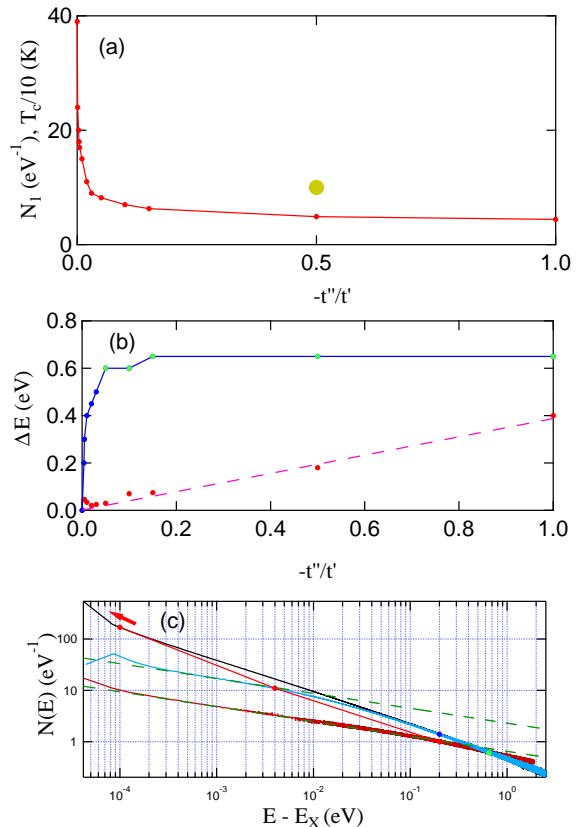 40
20
0
N₁ (eV⁻¹), T_c/10 (K)
(a)
0.0 0.5 1.0
-t''/t'
0.8
0.6
0.4
0.2
0.0
ΔE (eV)
(b)
0.0 0.2 0.4 0.6 0.8 1.0
-t''/t'
100
10
1
N(E) (eV⁻¹)
(c)
10⁻⁴ 10⁻³ 10⁻² 10⁻¹ 10⁰
E - E_X (eV)